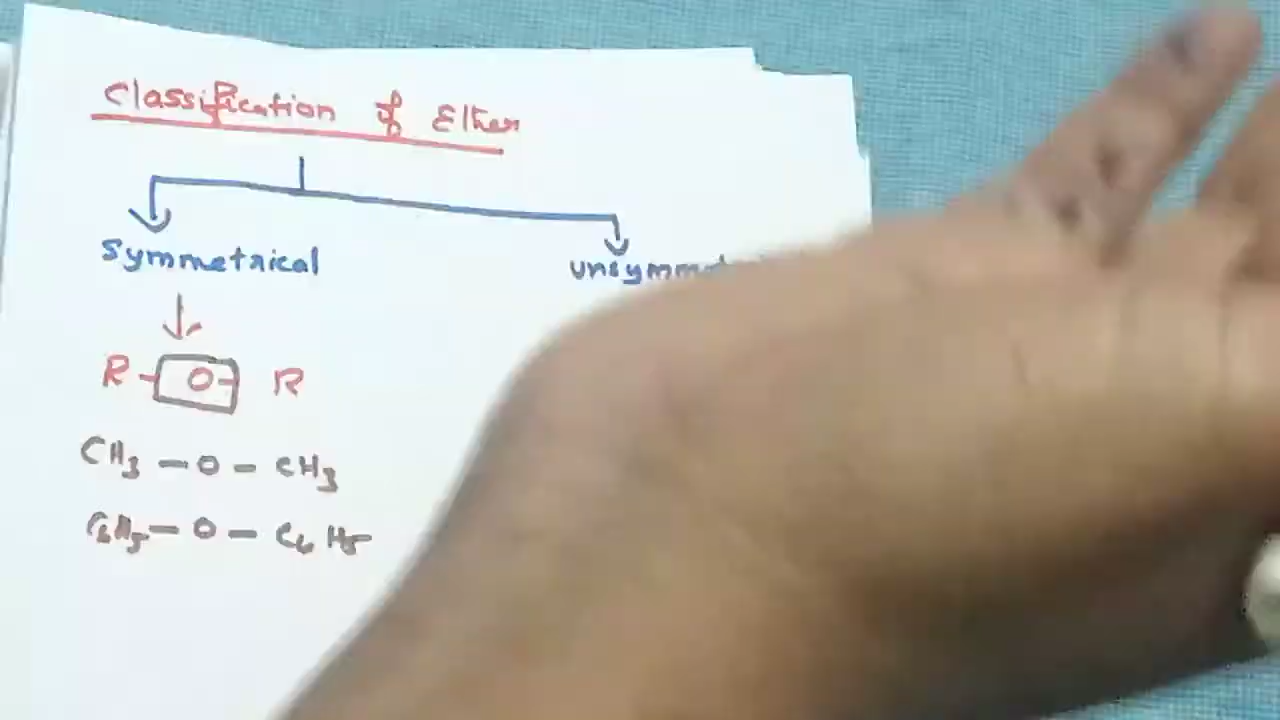 Classification of Ether
Symmetrical
R-O- R
CH3 - O - CH3
C6H5 - O - C6H5